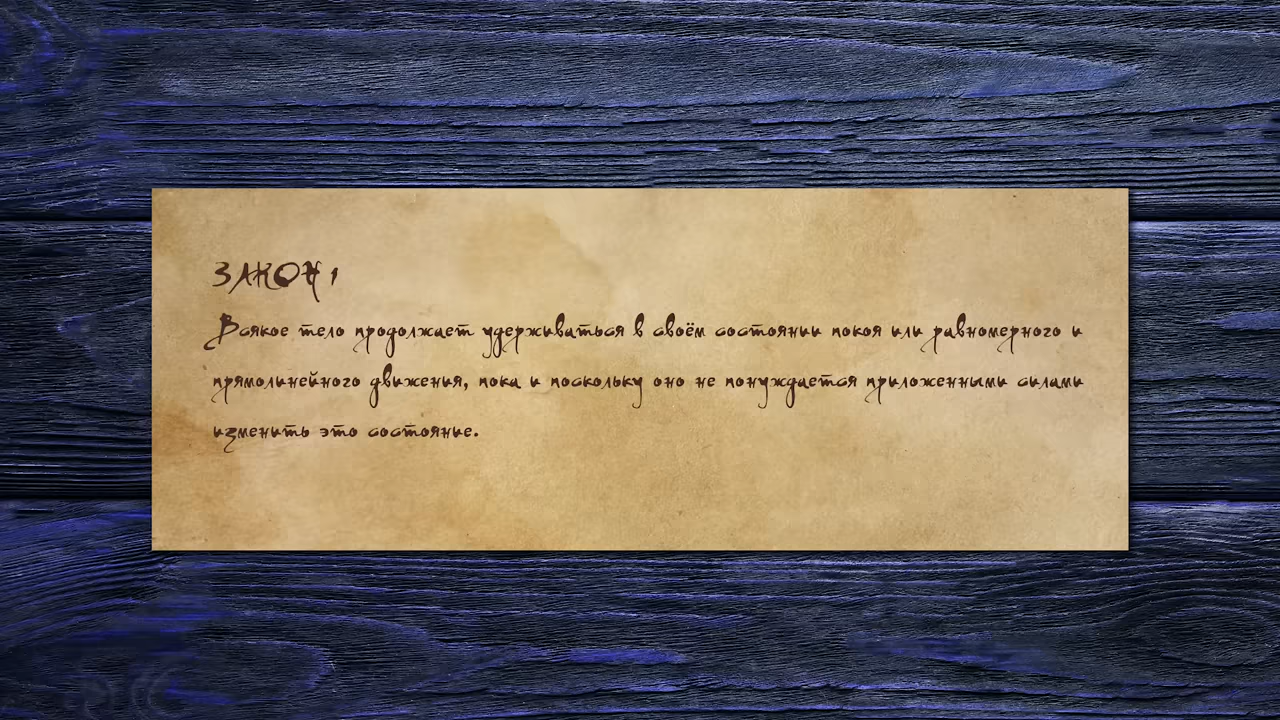 ЗАКОН 1
Всякое тело продолжает удерживаться в своём состоянии покоя или равномерного и
прямолинейного движения, пока и поскольку оно не понуждается приложенными силами
изменить это состояние.